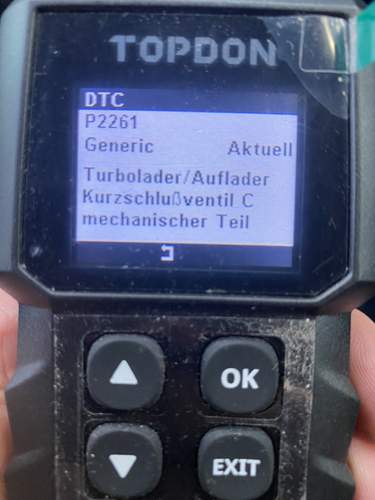 TOPDON
DTC
P2261
Generic Aktuell
Turbolader/Auflader
Kurzschlußventil C
mechanischer Teil
OK
EXIT